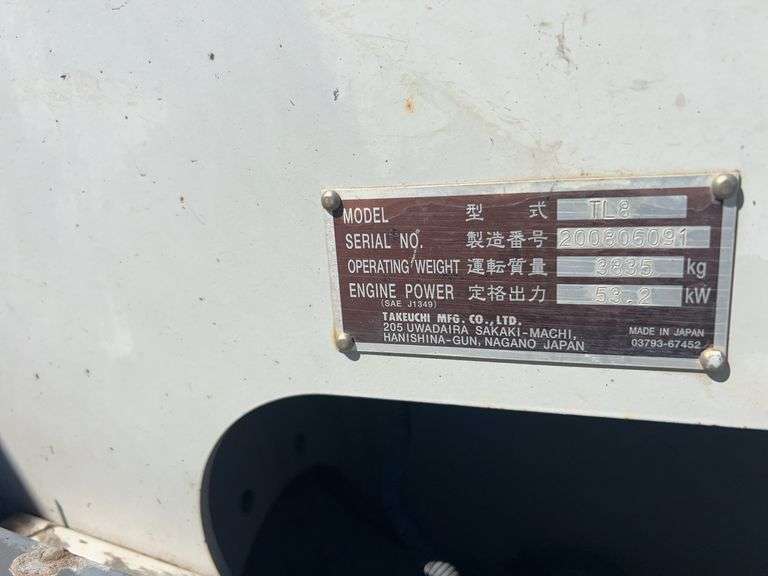 MODEL 型式 TL8
SERIAL NO. 製造番号 200806091
OPERATING WEIGHT 運転質量 3835 kg
ENGINE POWER 定格出力 53.2 kW
(SAE J1349)
TAKEUCHI MFG. CO., LTD.
205 UWADAIRA SAKAKI-MACHI,
HANISHINA-GUN, NAGANO JAPAN
MADE IN JAPAN
03793-67452